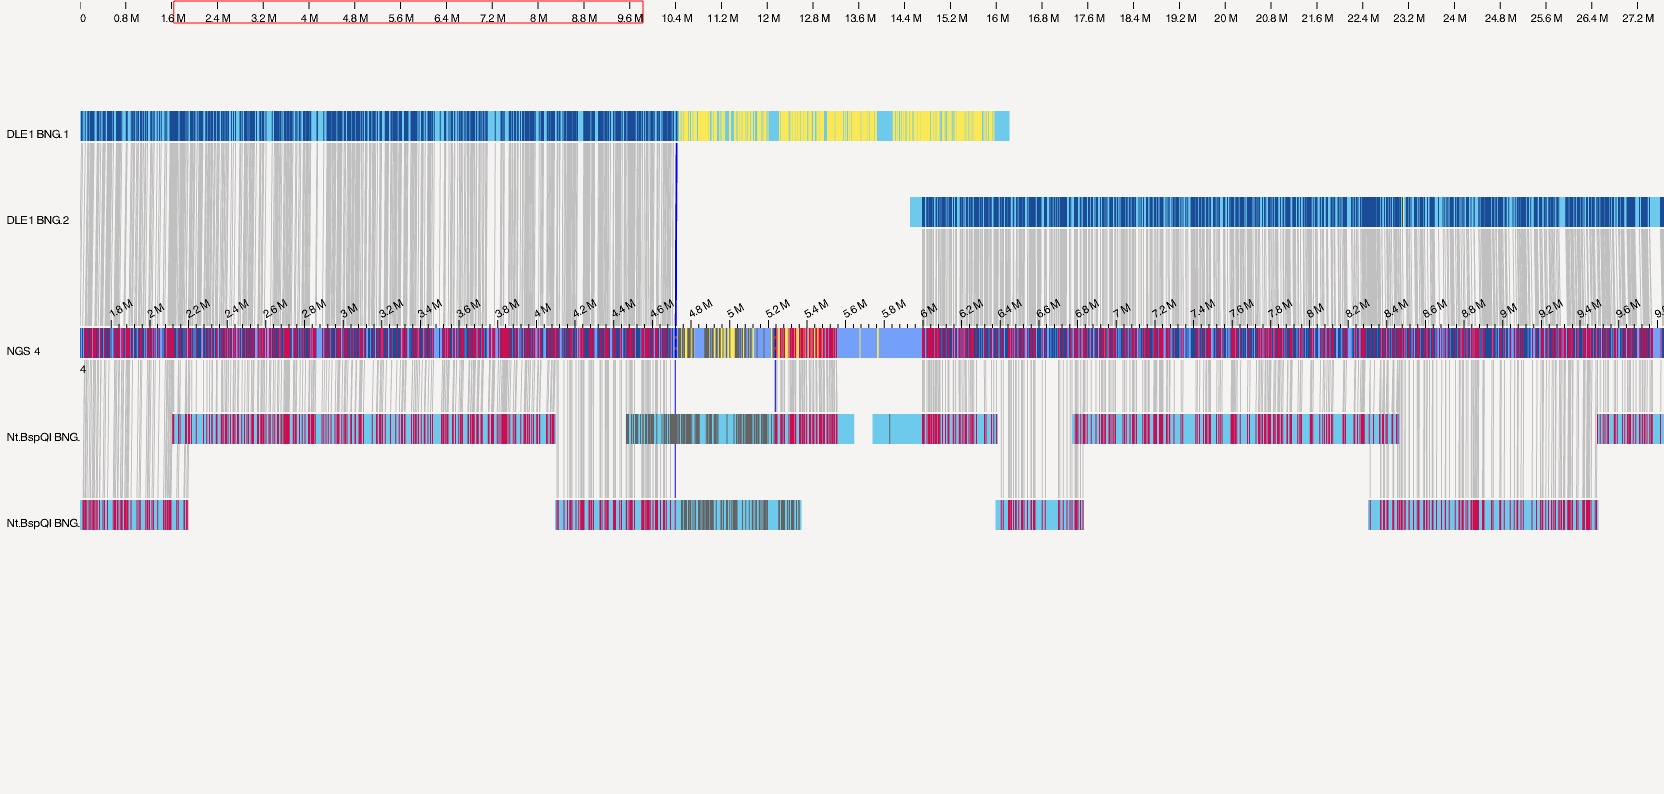 0 0.8 M 1.6 M 2.4 M 3.2 M 4 M 4.8 M 5.6 M 6.4 M 7.2 M 8 M 8.8 M 9.6 M 10.4 M 11.2 M 12 M 12.8 M 13.6 M 14.4 M 15.2 M 16 M 16.8 M 17.6 M 18.4 M 19.2 M 20 M 20.8 M 21.6 M 22.4 M 23.2 M 24 M 24.8 M 25.6 M 26.4 M 27.2 M
DLE1 BNG.1
DLE1 BNG.2
1.8 M 2 M 2.2 M 2.4 M 2.6 M 2.8 M 3 M 3.2 M 3.4 M 3.6 M 3.8 M 4 M 4.2 M 4.4 M 4.6 M 4.8 M 5 M 5.2 M 5.4 M 5.6 M 5.8 M 6 M 6.2 M 6.4 M 6.6 M 6.8 M 7 M 7.2 M 7.4 M 7.6 M 7.8 M 8 M 8.2 M 8.4 M 8.6 M 8.8 M 9 M 9.2 M 9.4 M 9.6 M
NGS 4
4
Nt.BspQI BNG.
Nt.BspQI BNG.